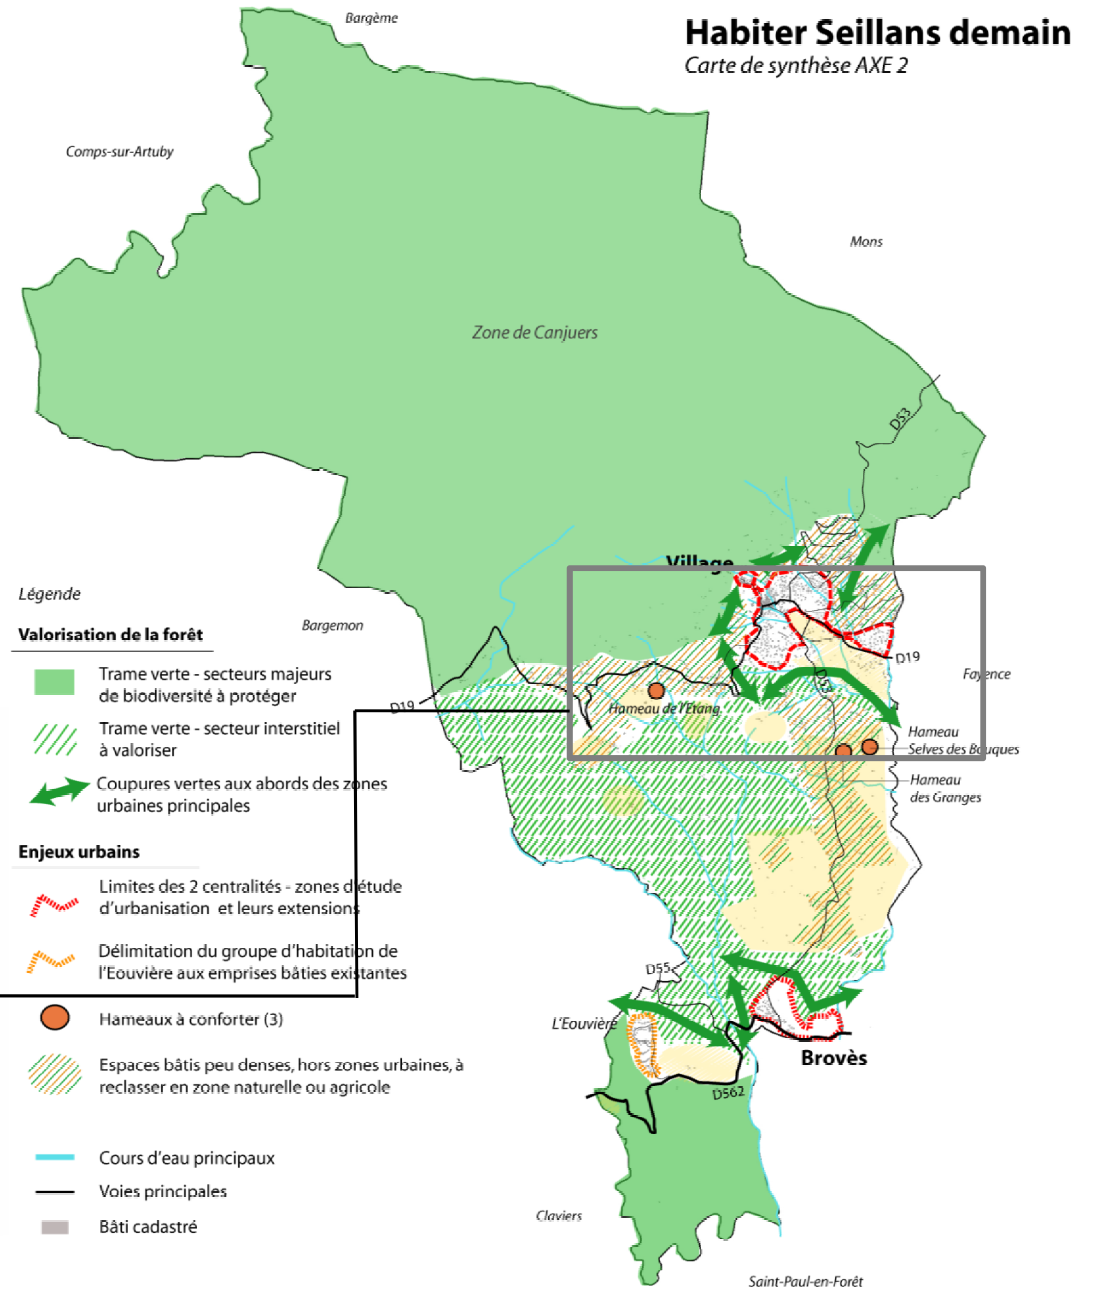 Habiter Seillans demain
Carte de synthèse AXE 2
Bargème
Comps-sur-Artuby
Mons
Zone de Canjuers
D53
Village
Légende
Bargemon
Valorisation de la forêt
Trame verte - secteurs majeurs
de biodiversité à protéger
Trame verte - secteur interstitiel
à valoriser
Coupures vertes aux abords des zones
urbaines principales
D19
D19
D53
Fayence
Hameau de l'Etang
Hameau
Selves des Bouques
Hameau
des Granges
Enjeux urbains
Limites des 2 centralités - zones d'étude
d'urbanisation et leurs extensions
Délimitation du groupe d'habitation de
l'Eouvière aux emprises bâties existantes
Hameaux à conforter (3)
Espaces bâtis peu denses, hors zones urbaines, à
reclasser en zone naturelle ou agricole
D55
L'Eouvière
Brovès
D562
Cours d'eau principaux
Voies principales
Bâti cadastré
Claviers
Saint-Paul-en-Forêt